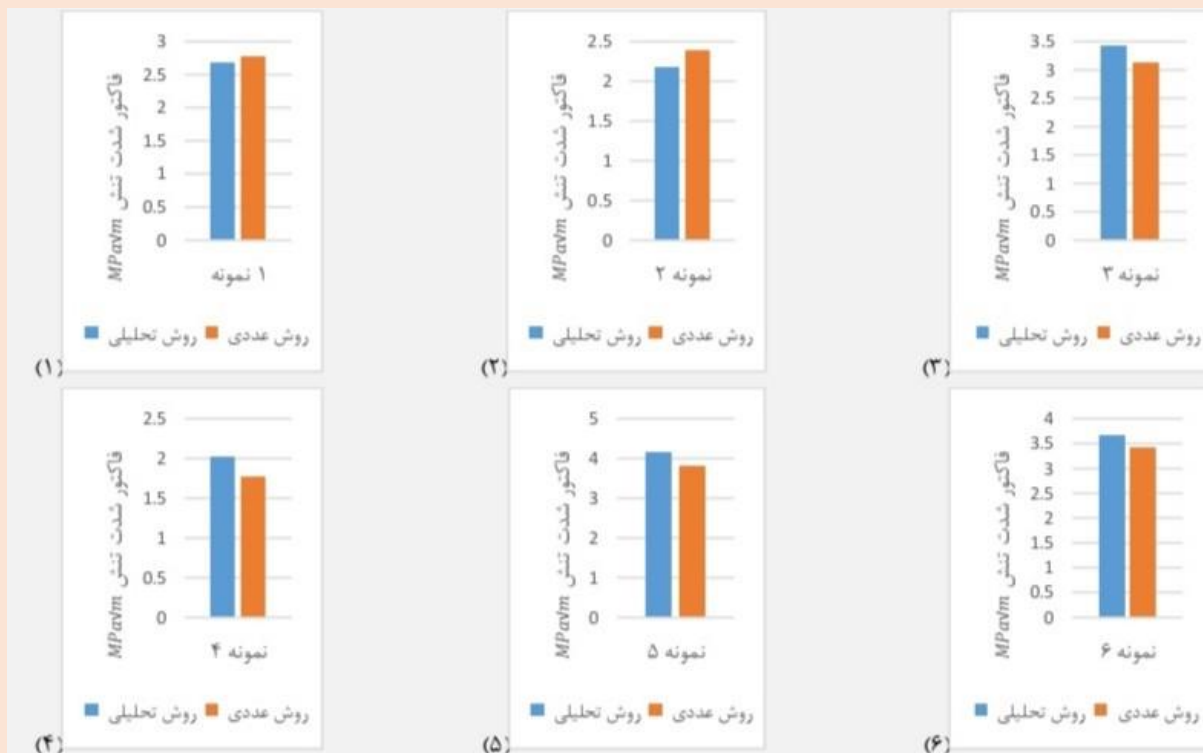 3
2.5
2
1.5
1
0.5
0
فاکتور شدت تنش MPa√m
۱ نمونه
روش تحلیلی روش عددی
(۱)
2.5
2
1.5
1
0.5
0
فاکتور شدت تنش MPa√m
نمونه ۲
روش تحلیلی روش عددی
(۲)
3.5
3
2.5
2
1.5
1
0.5
0
فاکتور شدت تنش MPa√m
نمونه ۳
روش تحلیلی روش عددی
(۳)
2.5
2
1.5
1
0.5
0
فاکتور شدت تنش MPa√m
نمونه ۴
روش تحلیلی روش عددی
(۴)
5
4
3
2
1
0
فاکتور شدت تنش MPa√m
نمونه ۵
روش تحلیلی روش عددی
(۵)
4
3.5
3
2.5
2
1.5
1
0.5
0
فاکتور شدت تنش MPa√m
نمونه ۶
روش تحلیلی روش عددی
(۶)